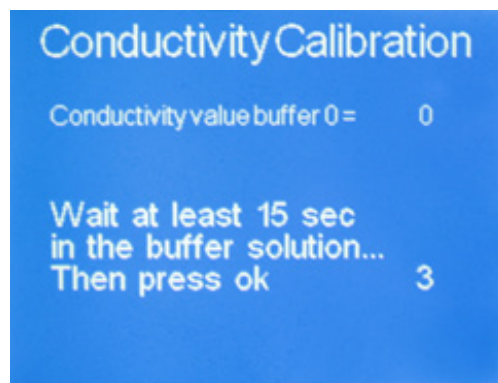 Conductivity Calibration
Conductivity value buffer 0 = 0
Wait at least 15 sec
in the buffer solution...
Then press ok 3